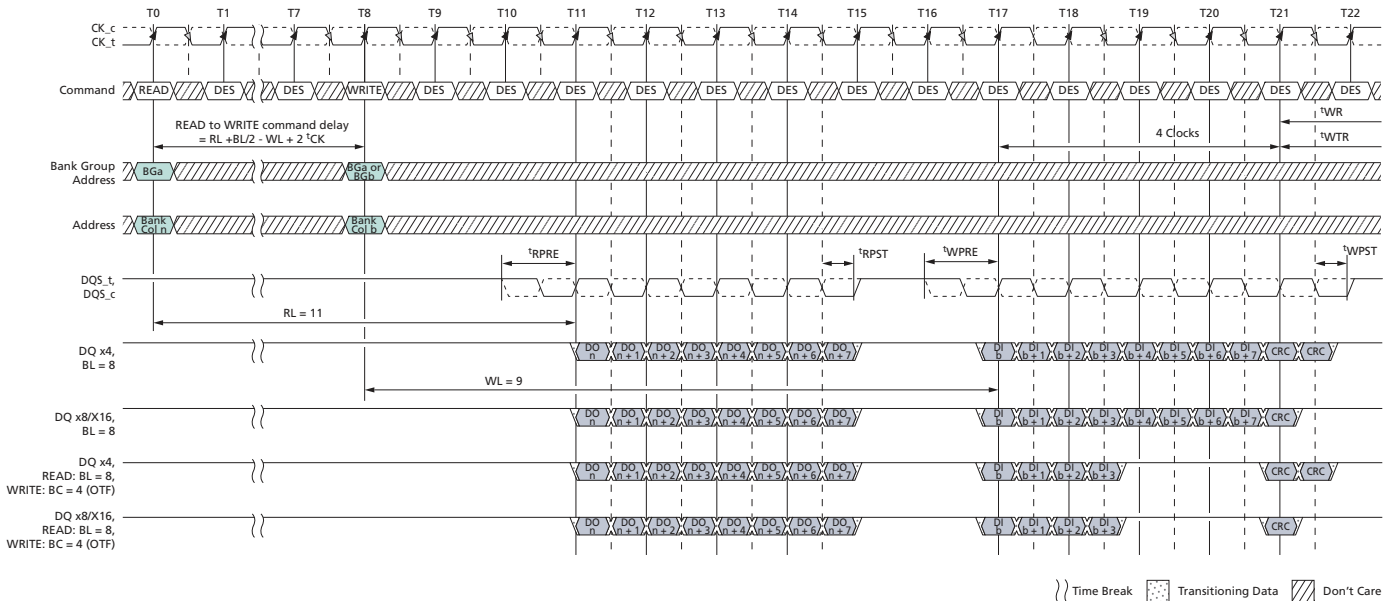 T0 T1 T7 T8 T9 T10 T11 T12 T13 T14 T15 T16 T17 T18 T19 T20 T21 T22
CK_c
CK_t
Command READ DES DES WRITE DES DES DES DES DES DES DES DES DES DES DES DES DES DES
READ to WRITE command delay
= RL +BL/2 - WL + 2 tCK
4 Clocks
tWR
tWTR
Bank Group
Address
BGa
BGa or
BGb
Address
Bank
Col n
Bank
Col b
tRPRE tRPST tWPRE tWPST
DQS_t,
DQS_c
RL = 11
DQ x4,
BL = 8
DO n DO n + 1 DO n + 2 DO n + 3 DO n + 4 DO n + 5 DO n + 6 DO n + 7 DI b DI b + 1 DI b + 2 DI b + 3 DI b + 4 DI b + 5 DI b + 6 DI b + 7 CRC CRC
WL = 9
DQ x8/X16,
BL = 8
DO n DO n + 1 DO n + 2 DO n + 3 DO n + 4 DO n + 5 DO n + 6 DO n + 7 DI b DI b + 1 DI b + 2 DI b + 3 DI b + 4 DI b + 5 DI b + 6 DI b + 7 CRC
DQ x4,
READ: BL = 8,
WRITE: BC = 4 (OTF)
DO n DO n + 1 DO n + 2 DO n + 3 DO n + 4 DO n + 5 DO n + 6 DO n + 7 DI b DI b + 1 DI b + 2 DI b + 3 CRC CRC
DQ x8/X16,
READ: BL = 8,
WRITE: BC = 4 (OTF)
DO n DO n + 1 DO n + 2 DO n + 3 DO n + 4 DO n + 5 DO n + 6 DO n + 7 DI b DI b + 1 DI b + 2 DI b + 3 CRC
Time Break Transitioning Data Don't Care